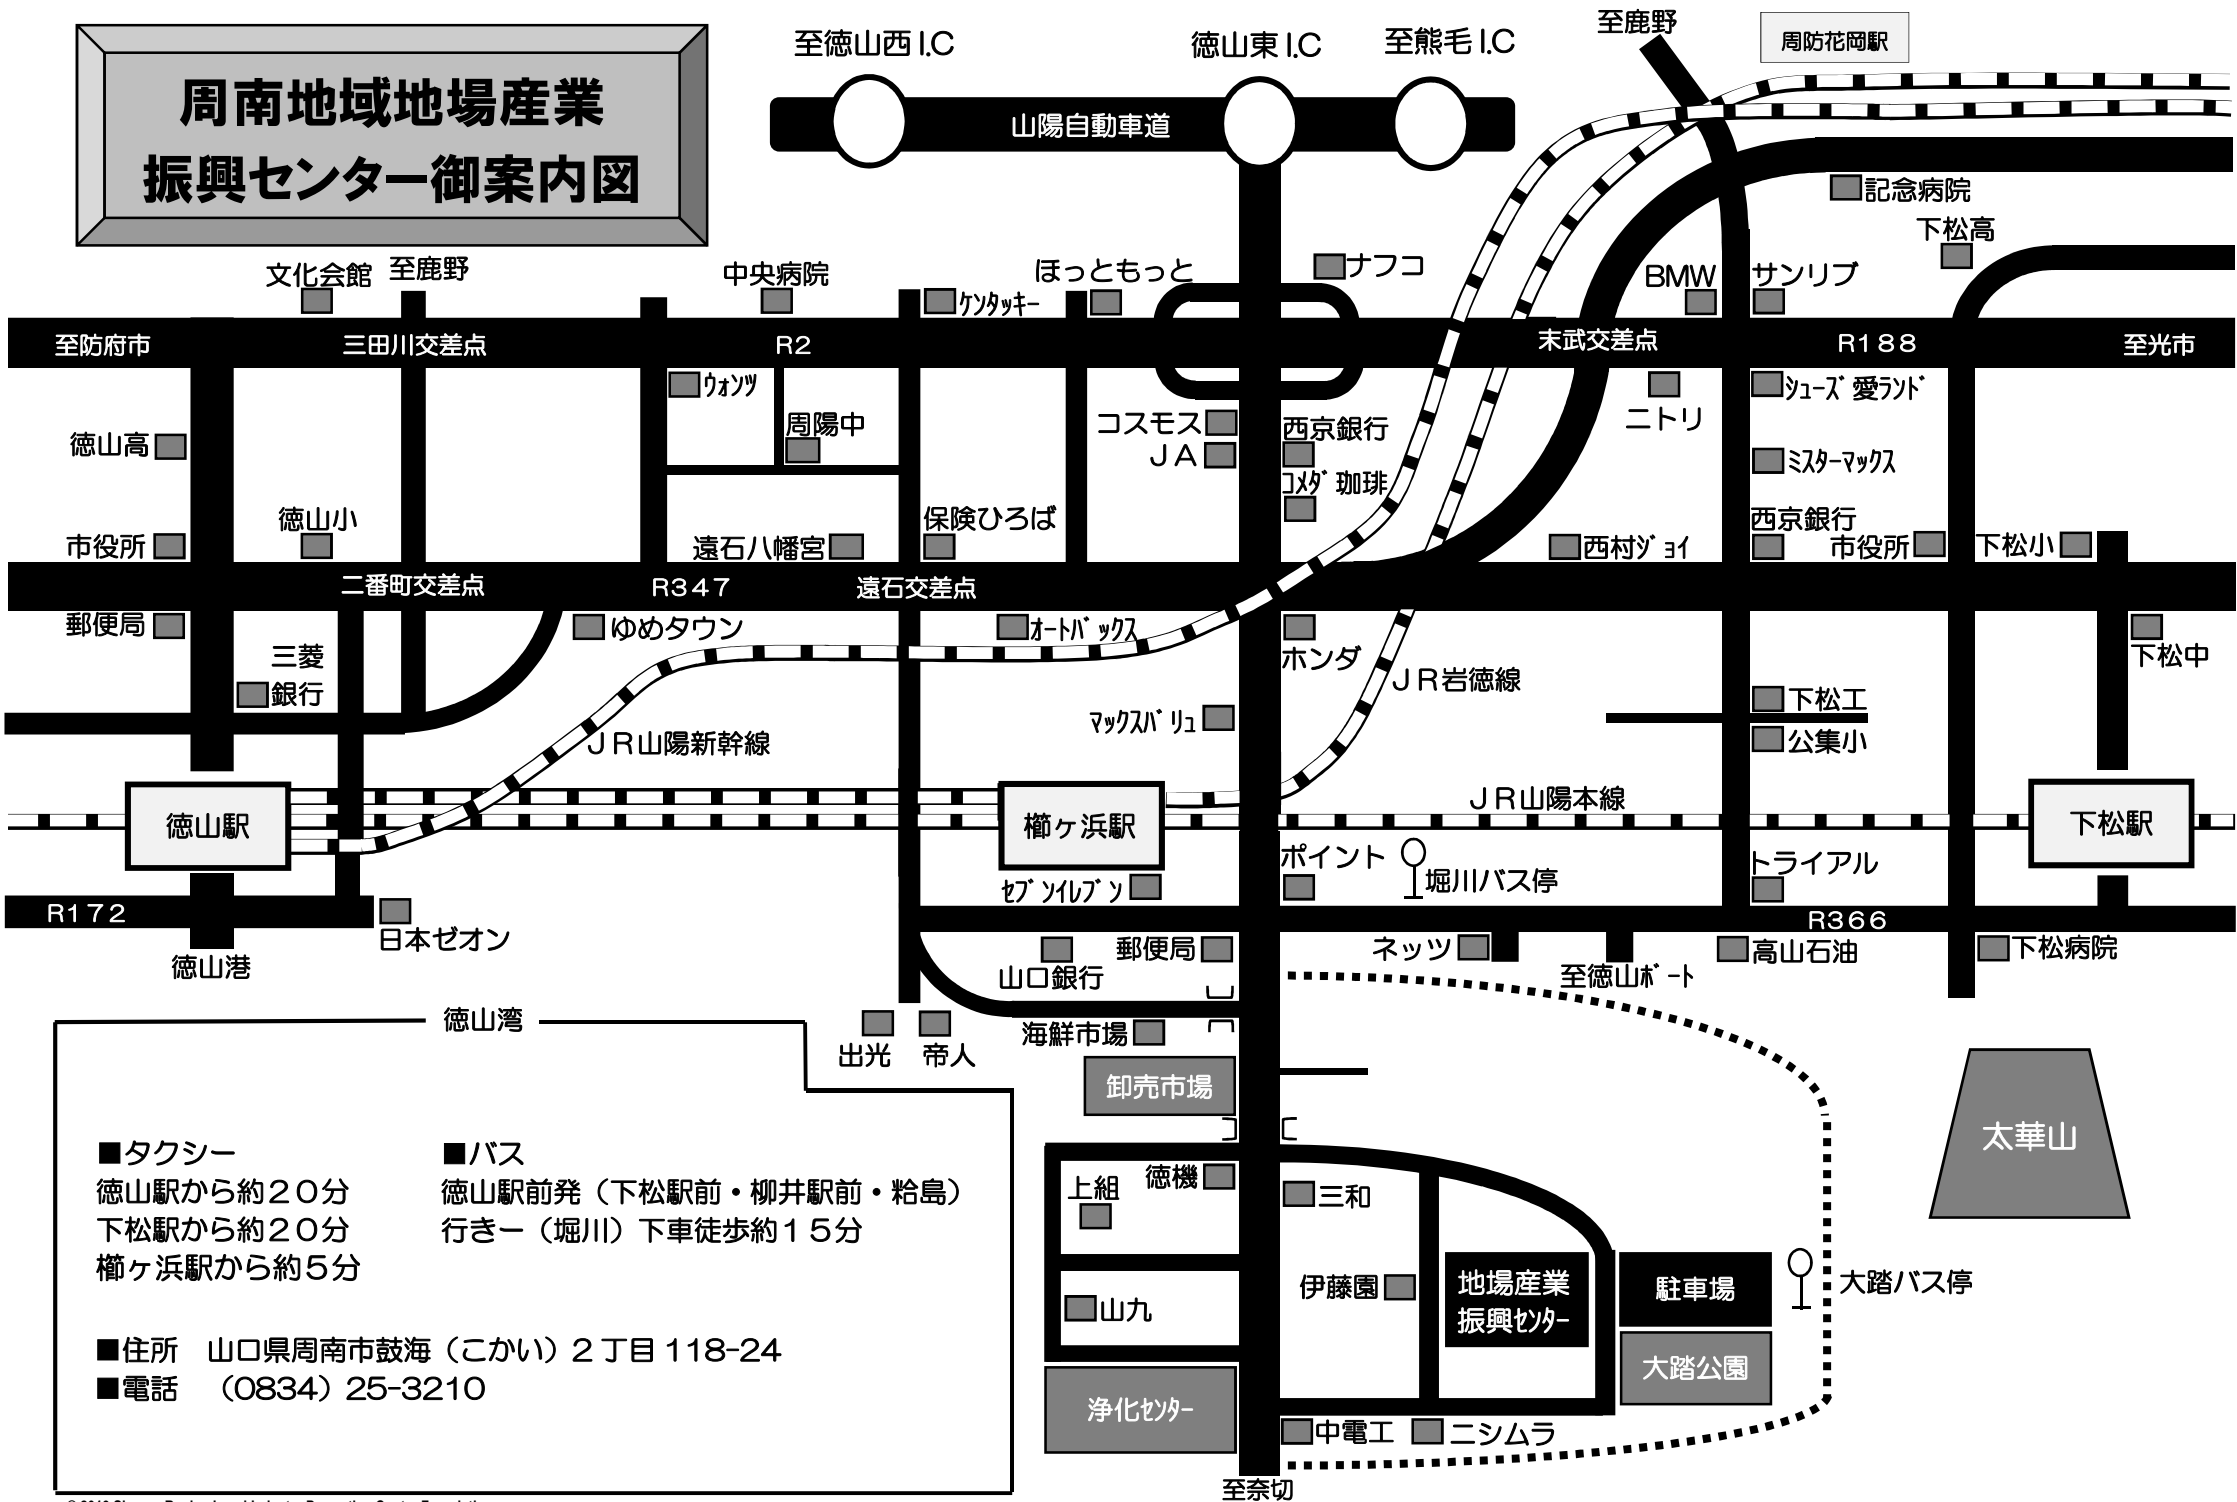 周南地域地場産業
振興センター御案内図
至徳山西I.C
徳山東I.C
至熊毛I.C
至鹿野
周防花岡駅
山陽自動車道
記念病院
下松高
文化会館
至鹿野
中央病院
ケンタッキー
ほっともっと
ナフコ
BMW
サンリブ
至防府市
三田川交差点
R2
末武交差点
R188
至光市
ウォンツ
周陽中
コスモス
JA
西京銀行
コメダ珈琲
ニトリ
シューズ愛ランド
ミスターマックス
徳山高
市役所
徳山小
遠石八幡宮
保険ひろば
西村ジョイ
西京銀行
市役所
下松小
二番町交差点
R347
遠石交差点
郵便局
三菱
銀行
ゆめタウン
オートバックス
ホンダ
JR岩徳線
下松中
マックスバリュ
下松工
公集小
JR山陽新幹線
JR山陽本線
徳山駅
櫛ヶ浜駅
下松駅
セブンイレブン
ポイント
堀川バス停
トライアル
R172
日本ゼオン
R366
徳山港
山口銀行
郵便局
ネッツ
至徳山ボート
高山石油
下松病院
徳山湾
出光
帝人
海鮮市場
卸売市場
太華山
■タクシー
徳山駅から約20分
下松駅から約20分
櫛ヶ浜駅から約5分
■バス
徳山駅前発（下松駅前・柳井駅前・粭島）
行きー（堀川）下車徒歩約15分
上組
徳機
三和
伊藤園
山九
地場産業
振興センター
駐車場
大踏公園
大踏バス停
■住所　山口県周南市鼓海（こかい）2丁目118-24
■電話　（0834）25-3210
浄化センター
中電工
ニシムラ
至奈切